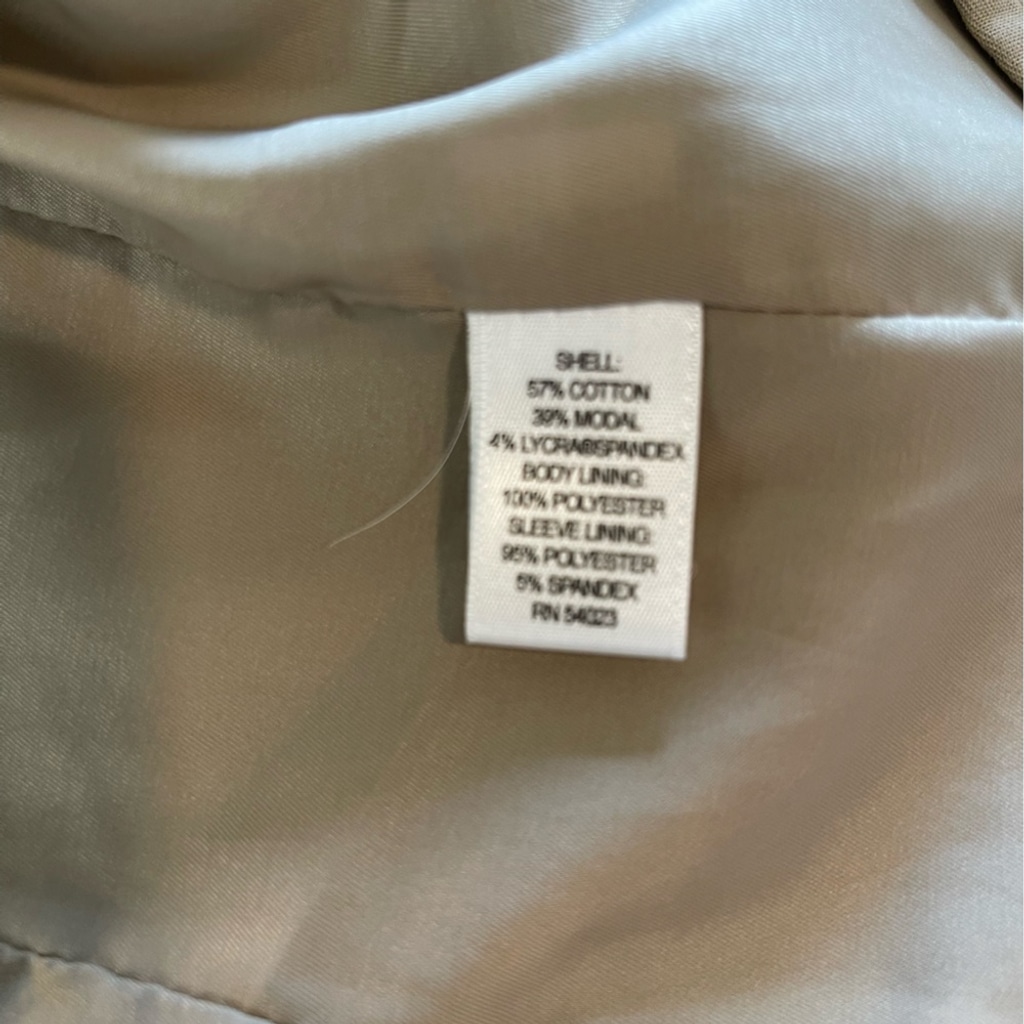 SHELL:
57% COTTON
39% MODAL
4% LYCRA®SPANDEX
BODY LINING:
100% POLYESTER
SLEEVE LINING:
95% POLYESTER
5% SPANDEX
RN 54023